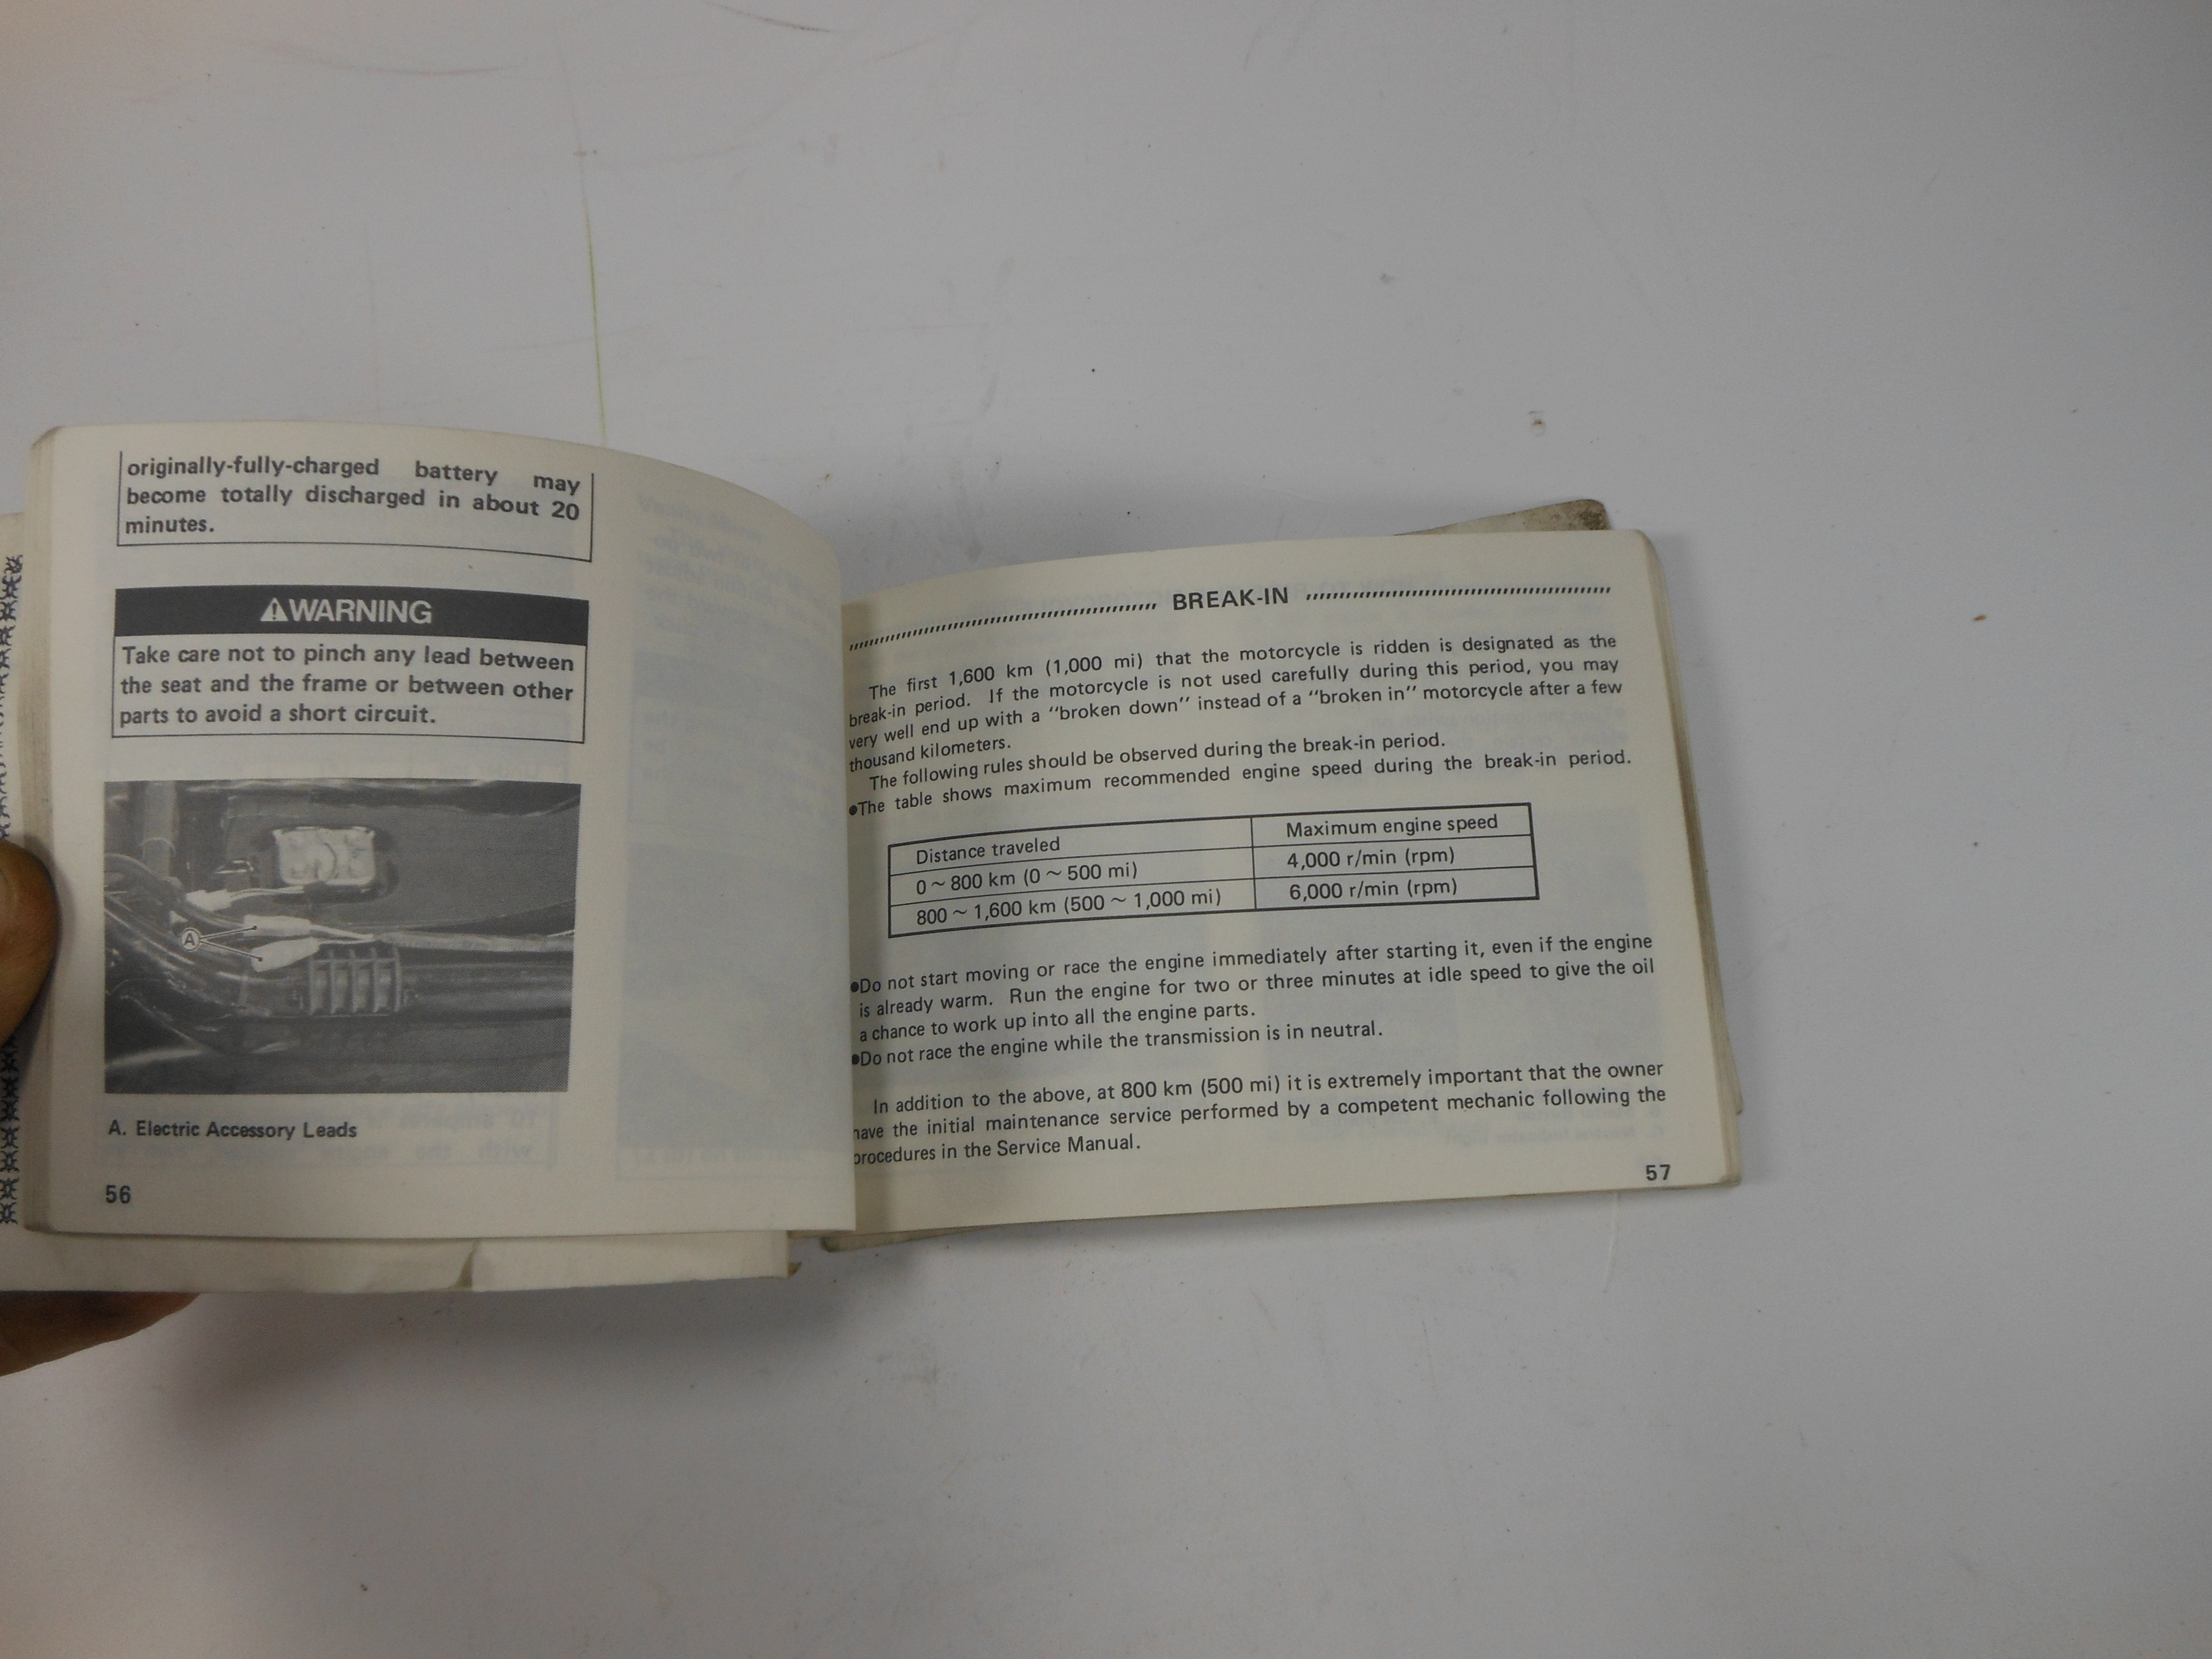 originally-fully-charged battery may
become totally discharged in about 20
minutes.
⚠WARNING
Take care not to pinch any lead between
the seat and the frame or between other
parts to avoid a short circuit.
A
A. Electric Accessory Leads
56
BREAK-IN
The first 1,600 km (1,000 mi) that the motorcycle is ridden is designated as the
break-in period. If the motorcycle is not used carefully during this period, you may
very well end up with a "broken down" instead of a "broken in" motorcycle after a few
thousand kilometers.
The following rules should be observed during the break-in period.
●The table shows maximum recommended engine speed during the break-in period.
Distance traveled Maximum engine speed
0 ~ 800 km (0 ~ 500 mi) 4,000 r/min (rpm)
800 ~ 1,600 km (500 ~ 1,000 mi) 6,000 r/min (rpm)
●Do not start moving or race the engine immediately after starting it, even if the engine
is already warm. Run the engine for two or three minutes at idle speed to give the oil
a chance to work up into all the engine parts.
●Do not race the engine while the transmission is in neutral.
In addition to the above, at 800 km (500 mi) it is extremely important that the owner
have the initial maintenance service performed by a competent mechanic following the
procedures in the Service Manual.
57